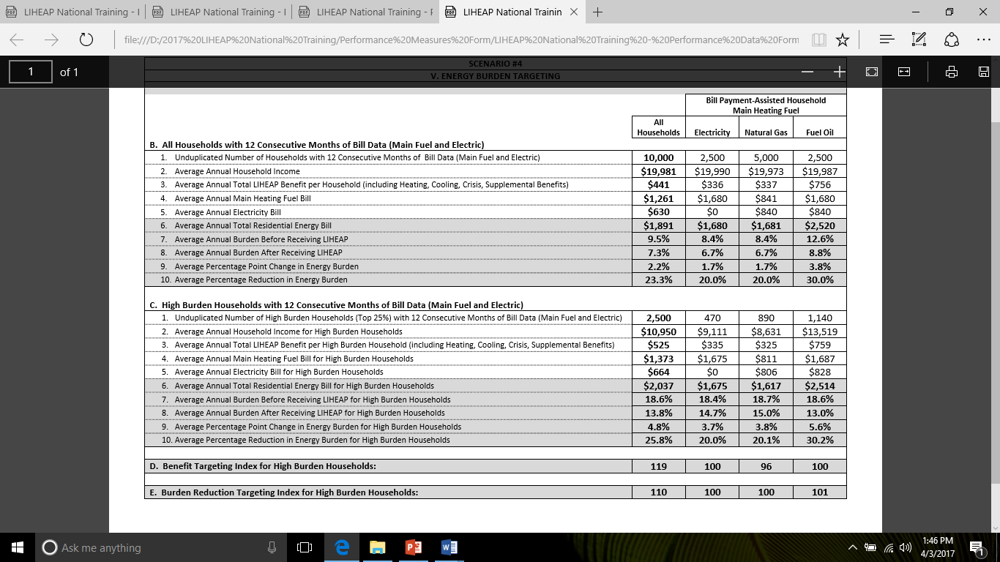 LIHEAP National Training - I
LIHEAP National Training - I
LIHEAP National Training - F
LIHEAP National Trainin
file:///D:/2017%20LIHEAP%20National%20Training/Performance%20Measures%20Form/LIHEAP%20National%20Training%20-%20Performance%20Data%20Form
1 of 1
SCENARIO #4
V. ENERGY BURDEN TARGETING
Bill Payment-Assisted Household
Main Heating Fuel
All
Households Electricity Natural Gas Fuel Oil
B. All Households with 12 Consecutive Months of Bill Data (Main Fuel and Electric)
1. Unduplicated Number of Households with 12 Consecutive Months of Bill Data (Main Fuel and Electric) 10,000 2,500 5,000 2,500
2. Average Annual Household Income $19,981 $19,990 $19,973 $19,987
3. Average Annual Total LIHEAP Benefit per Household (including Heating, Cooling, Crisis, Supplemental Benefits) $441 $336 $337 $756
4. Average Annual Main Heating Fuel Bill $1,261 $1,680 $841 $1,680
5. Average Annual Electricity Bill $630 $0 $840 $840
6. Average Annual Total Residential Energy Bill $1,891 $1,680 $1,681 $2,520
7. Average Annual Burden Before Receiving LIHEAP 9.5% 8.4% 8.4% 12.6%
8. Average Annual Burden After Receiving LIHEAP 7.3% 6.7% 6.7% 8.8%
9. Average Percentage Point Change in Energy Burden 2.2% 1.7% 1.7% 3.8%
10. Average Percentage Reduction in Energy Burden 23.3% 20.0% 20.0% 30.0%
C. High Burden Households with 12 Consecutive Months of Bill Data (Main Fuel and Electric)
1. Unduplicated Number of High Burden Households (Top 25%) with 12 Consecutive Months of Bill Data (Main Fuel and Electric) 2,500 470 890 1,140
2. Average Annual Household Income for High Burden Households $10,950 $9,111 $8,631 $13,519
3. Average Annual Total LIHEAP Benefit per High Burden Household (including Heating, Cooling, Crisis, Supplemental Benefits) $525 $335 $325 $759
4. Average Annual Main Heating Fuel Bill for High Burden Households $1,373 $1,675 $811 $1,687
5. Average Annual Electricity Bill for High Burden Households $664 $0 $806 $828
6. Average Annual Total Residential Energy Bill for High Burden Households $2,037 $1,675 $1,617 $2,514
7. Average Annual Burden Before Receiving LIHEAP for High Burden Households 18.6% 18.4% 18.7% 18.6%
8. Average Annual Burden After Receiving LIHEAP for High Burden Households 13.8% 14.7% 15.0% 13.0%
9. Average Percentage Point Change in Energy Burden for High Burden Households 4.8% 3.7% 3.8% 5.6%
10. Average Percentage Reduction in Energy Burden for High Burden Households 25.8% 20.0% 20.1% 30.2%
D. Benefit Targeting Index for High Burden Households: 119 100 96 100
E. Burden Reduction Targeting Index for High Burden Households: 110 100 100 101
Ask me anything
1:46 PM
4/3/2017
1